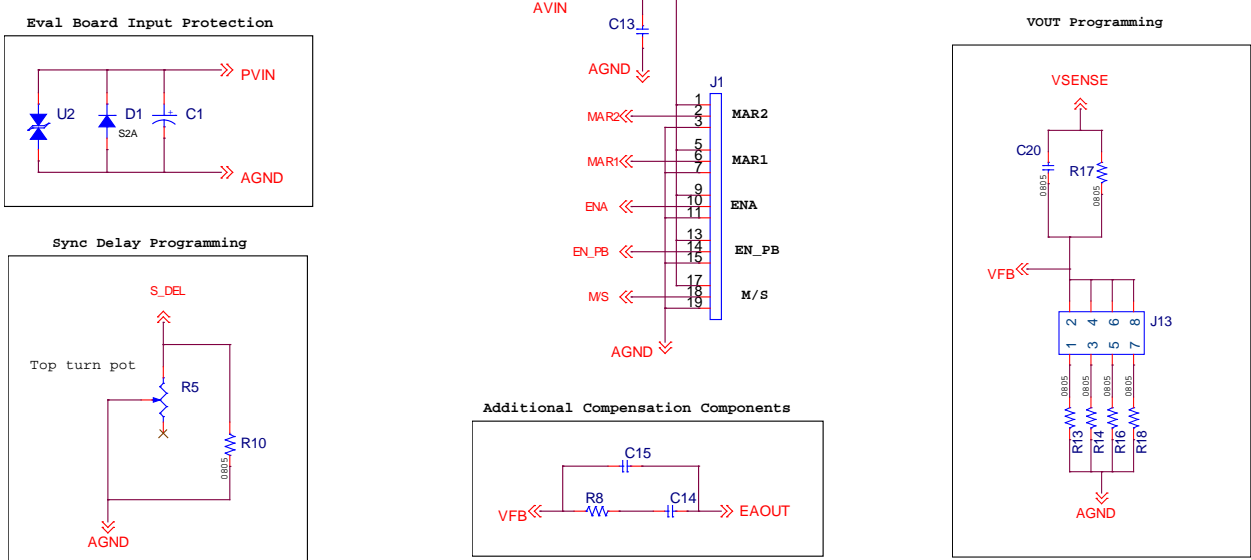 Eval Board Input Protection
PVIN
U2
D1
C1
+
S2A
AGND
Sync Delay Programming
S_DEL
Top turn pot
R5
R10
0805
AGND
AVIN
C13
AGND
J1
1
MAR2
2
MAR2
3
5
MAR1
6
MAR1
7
9
ENA
10
ENA
11
13
EN_PB
14
EN_PB
15
17
M/S
18
M/S
19
AGND
Additional Compensation Components
C15
R8
C14
VFB
EAOUT
VOUT Programming
VSENSE
C20
R17
0805
0805
VFB
2 4 6 8
J13
1 3 5 7
0805
0805
0805
0805
R13
R14
R16
R18
AGND